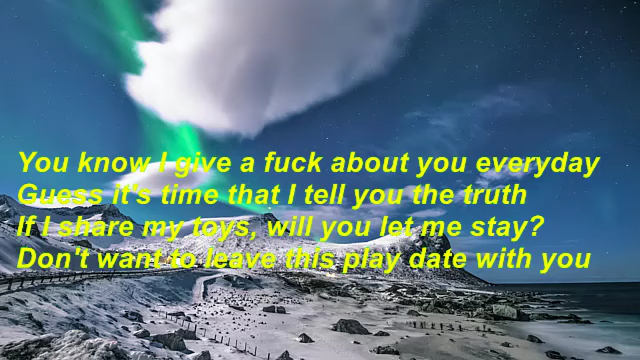 You know I give a fuck about you everyday
Guess it's time that I tell you the truth
If I share my toys, will you let me stay?
Don't want to leave this play date with you